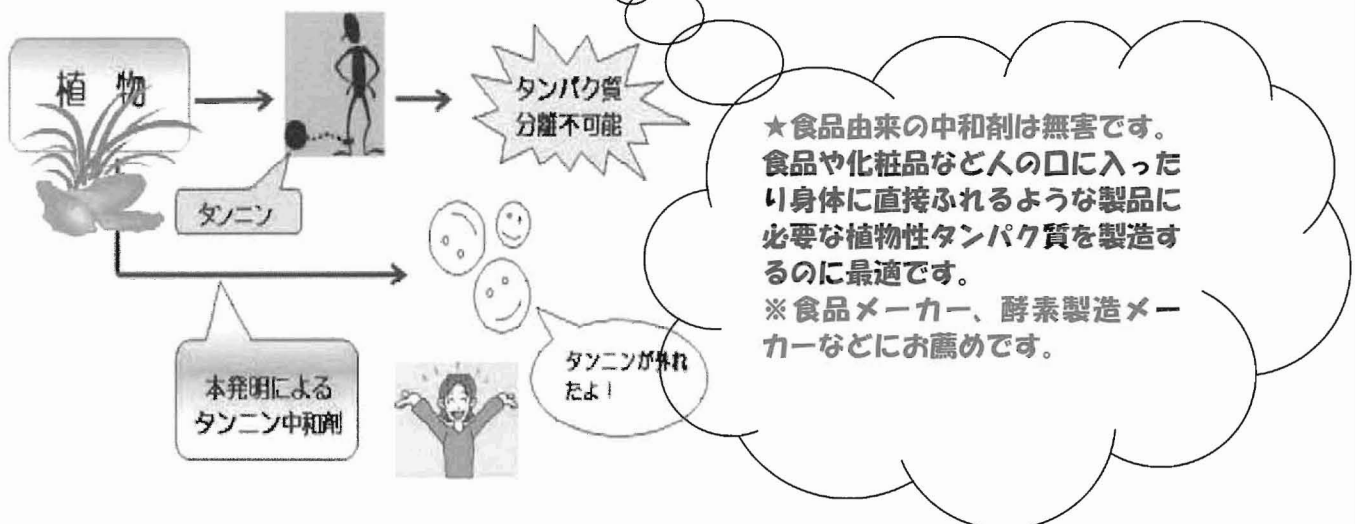 植 物
タンパク質
分離不可能
タンニン
本発明による
タンニン中和剤
タンニンが外れ
たよ!
★食品由来の中和剤は無害です。
食品や化粧品など人の口に入った
り身体に直接ふれるような製品に
必要な植物性タンパク質を製造す
るのに最適です。
※食品メーカー、酵素製造メー
カーなどにお薦めです。